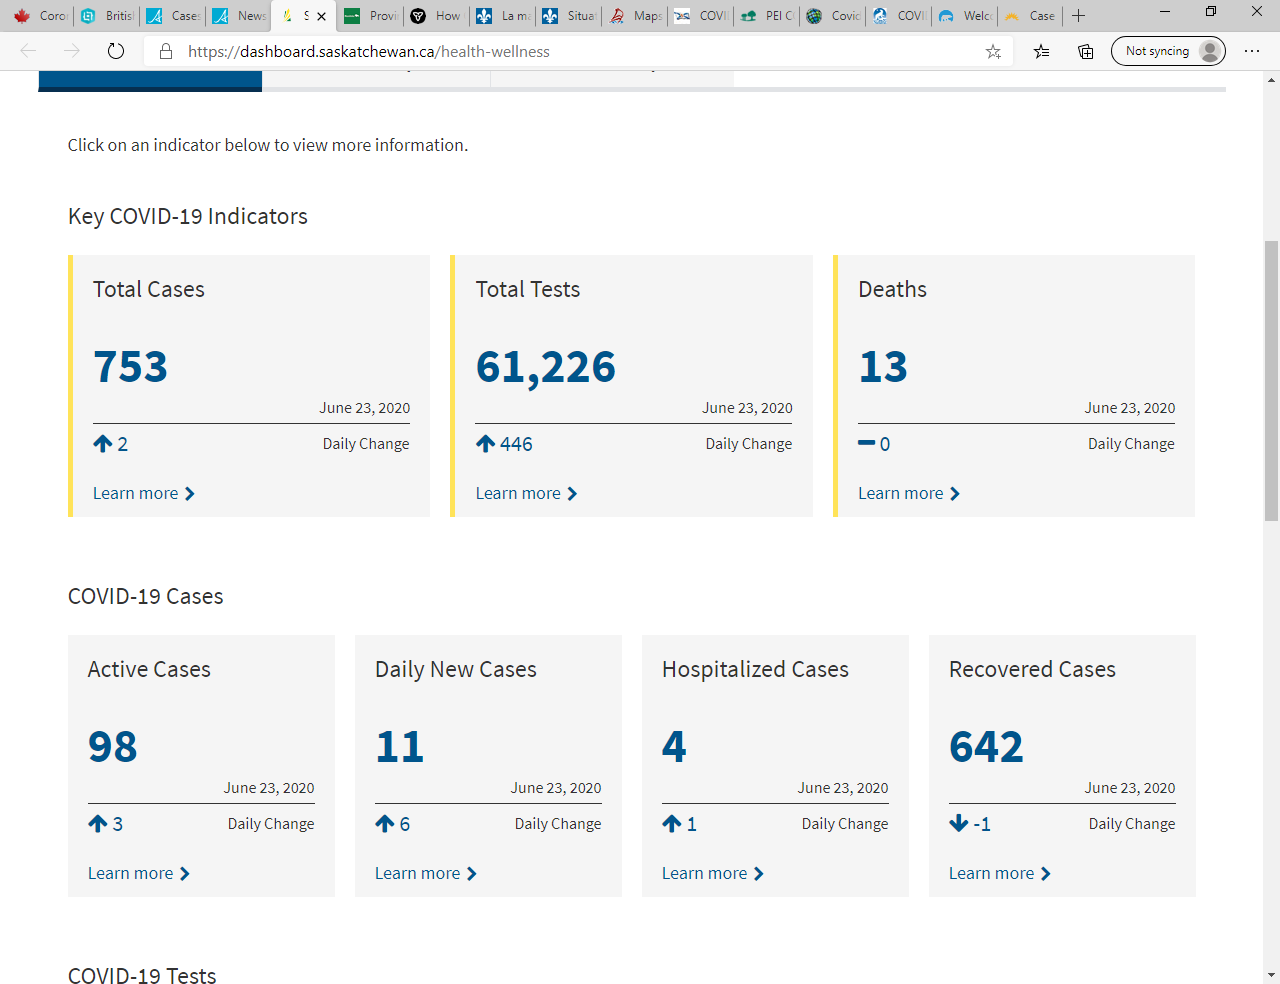 Coron
Britis
Cases
News
S
Provi
How
La ma
Situat
Maps
COVI
PEI C
Covid
COVI
Welco
Case
https://dashboard.saskatchewan.ca/health-wellness
Not syncing
Click on an indicator below to view more information.
Key COVID-19 Indicators
Total Cases
753
June 23, 2020
2 Daily Change
Learn more
Total Tests
61,226
June 23, 2020
446 Daily Change
Learn more
Deaths
13
June 23, 2020
0 Daily Change
Learn more
COVID-19 Cases
Active Cases
98
June 23, 2020
3 Daily Change
Learn more
Daily New Cases
11
June 23, 2020
6 Daily Change
Learn more
Hospitalized Cases
4
June 23, 2020
1 Daily Change
Learn more
Recovered Cases
642
June 23, 2020
-1 Daily Change
Learn more
COVID-19 Tests